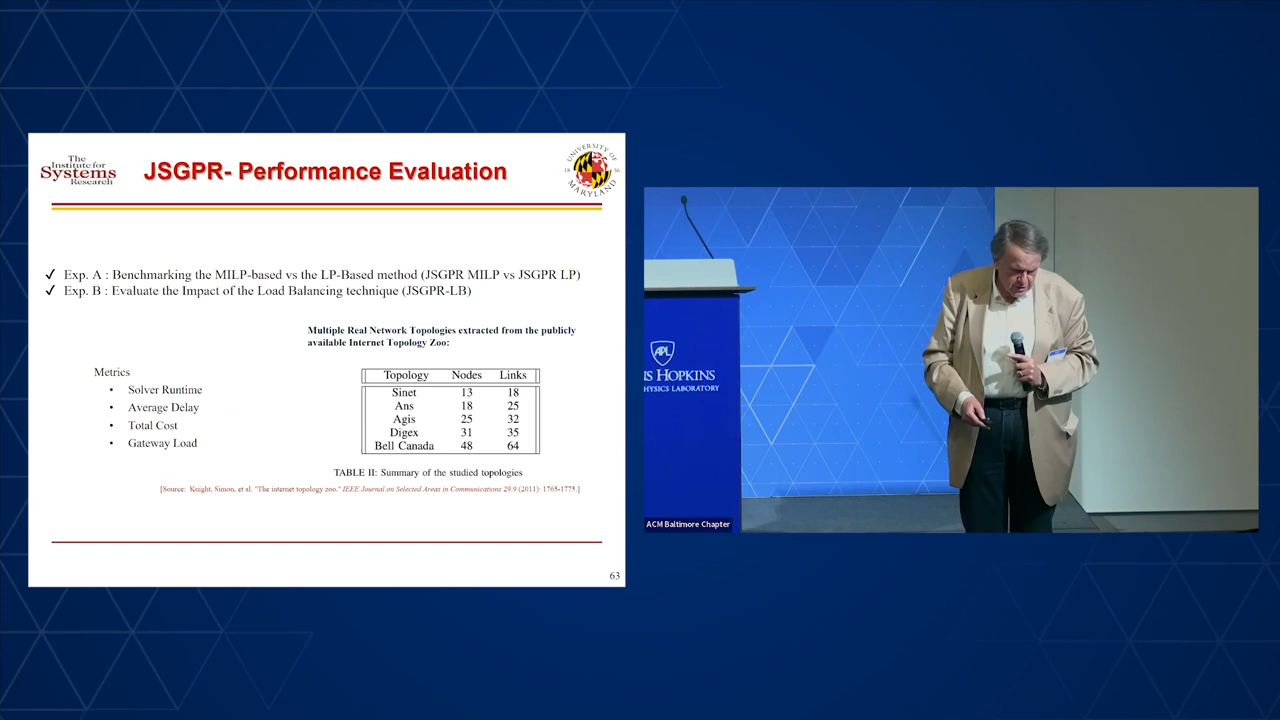 The
Institute for
Systems
Research
JSGPR- Performance Evaluation
UNIVERSITY OF
18 56
MARYLAND
✓ Exp. A : Benchmarking the MILP-based vs the LP-Based method (JSGPR MILP vs JSGPR LP)
✓ Exp. B : Evaluate the Impact of the Load Balancing technique (JSGPR-LB)
Multiple Real Network Topologies extracted from the publicly
available Internet Topology Zoo:
Metrics
• Solver Runtime
• Average Delay
• Total Cost
• Gateway Load
Topology Nodes Links
Sinet 13 18
Ans 18 25
Agis 25 32
Digex 31 35
Bell Canada 48 64
TABLE II: Summary of the studied topologies
[Source: Knight, Simon, et al. "The internet topology zoo." IEEE Journal on Selected Areas in Communications 29.9 (2011): 1765-1775.]
63
APL
NS HOPKINS
PHYSICS LABORATORY
ACM Baltimore Chapter